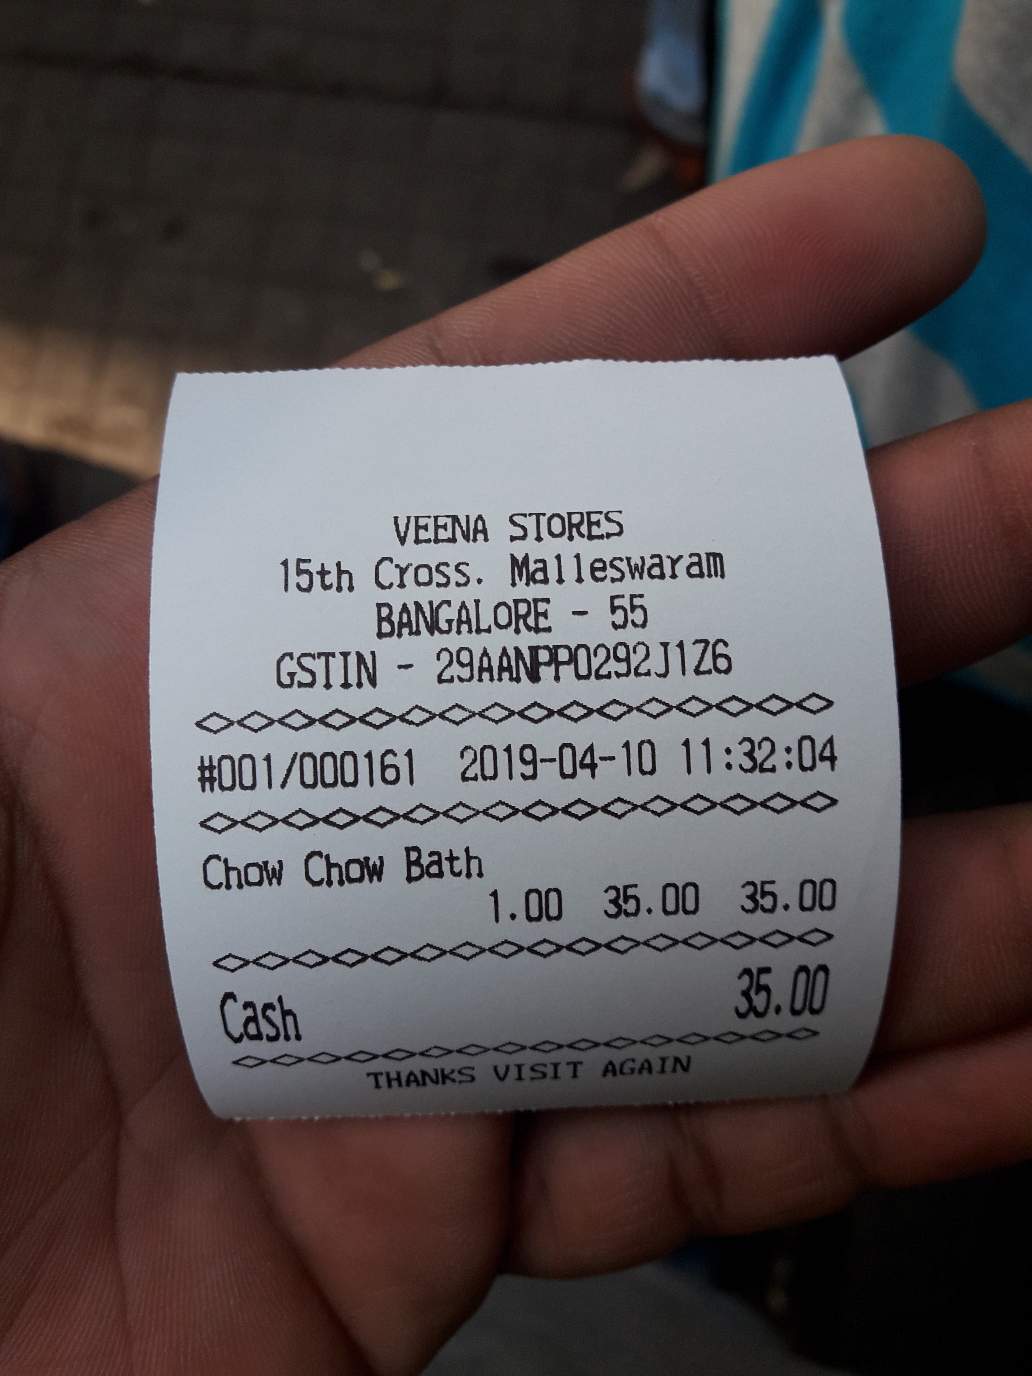 VEENA STORES
15th Cross. Malleswaram
BANGALORE - 55
GSTIN - 29AANPP0292J1Z6
#001/000161 2019-04-10 11:32:04
Chow Chow Bath
1.00 35.00 35.00
Cash 35.00
THANKS VISIT AGAIN